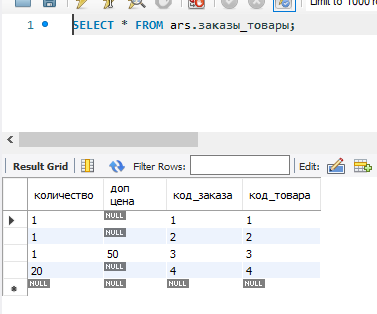 Limit to 1000 row
1 SELECT * FROM ars.заказы_товары;
Result Grid Filter Rows: Edit:
количество доп цена код_заказа код_товара
1 NULL 1 1
1 NULL 2 2
1 50 3 3
20 NULL 4 4
NULL NULL NULL NULL